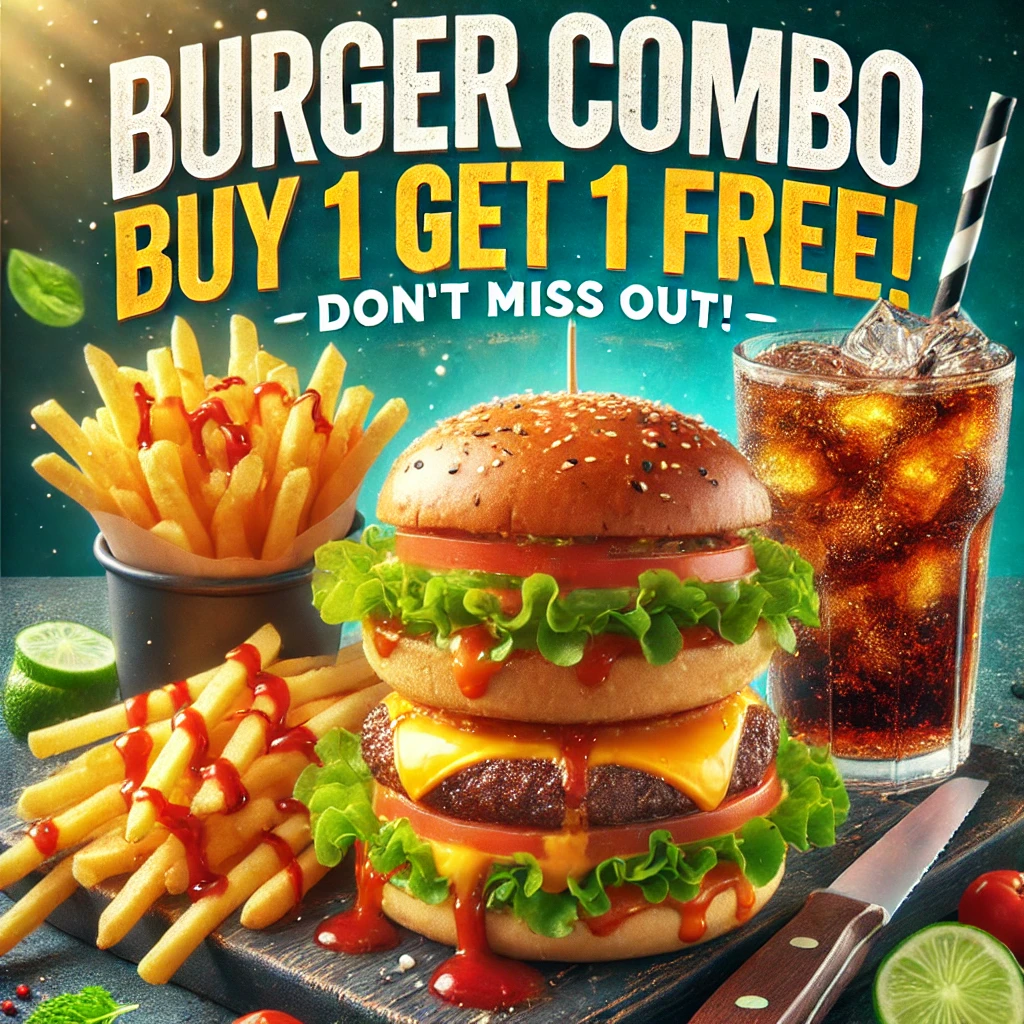 BURGER COMBO
BUY 1 GET 1 FREE!
– DON'T MISS OUT! –